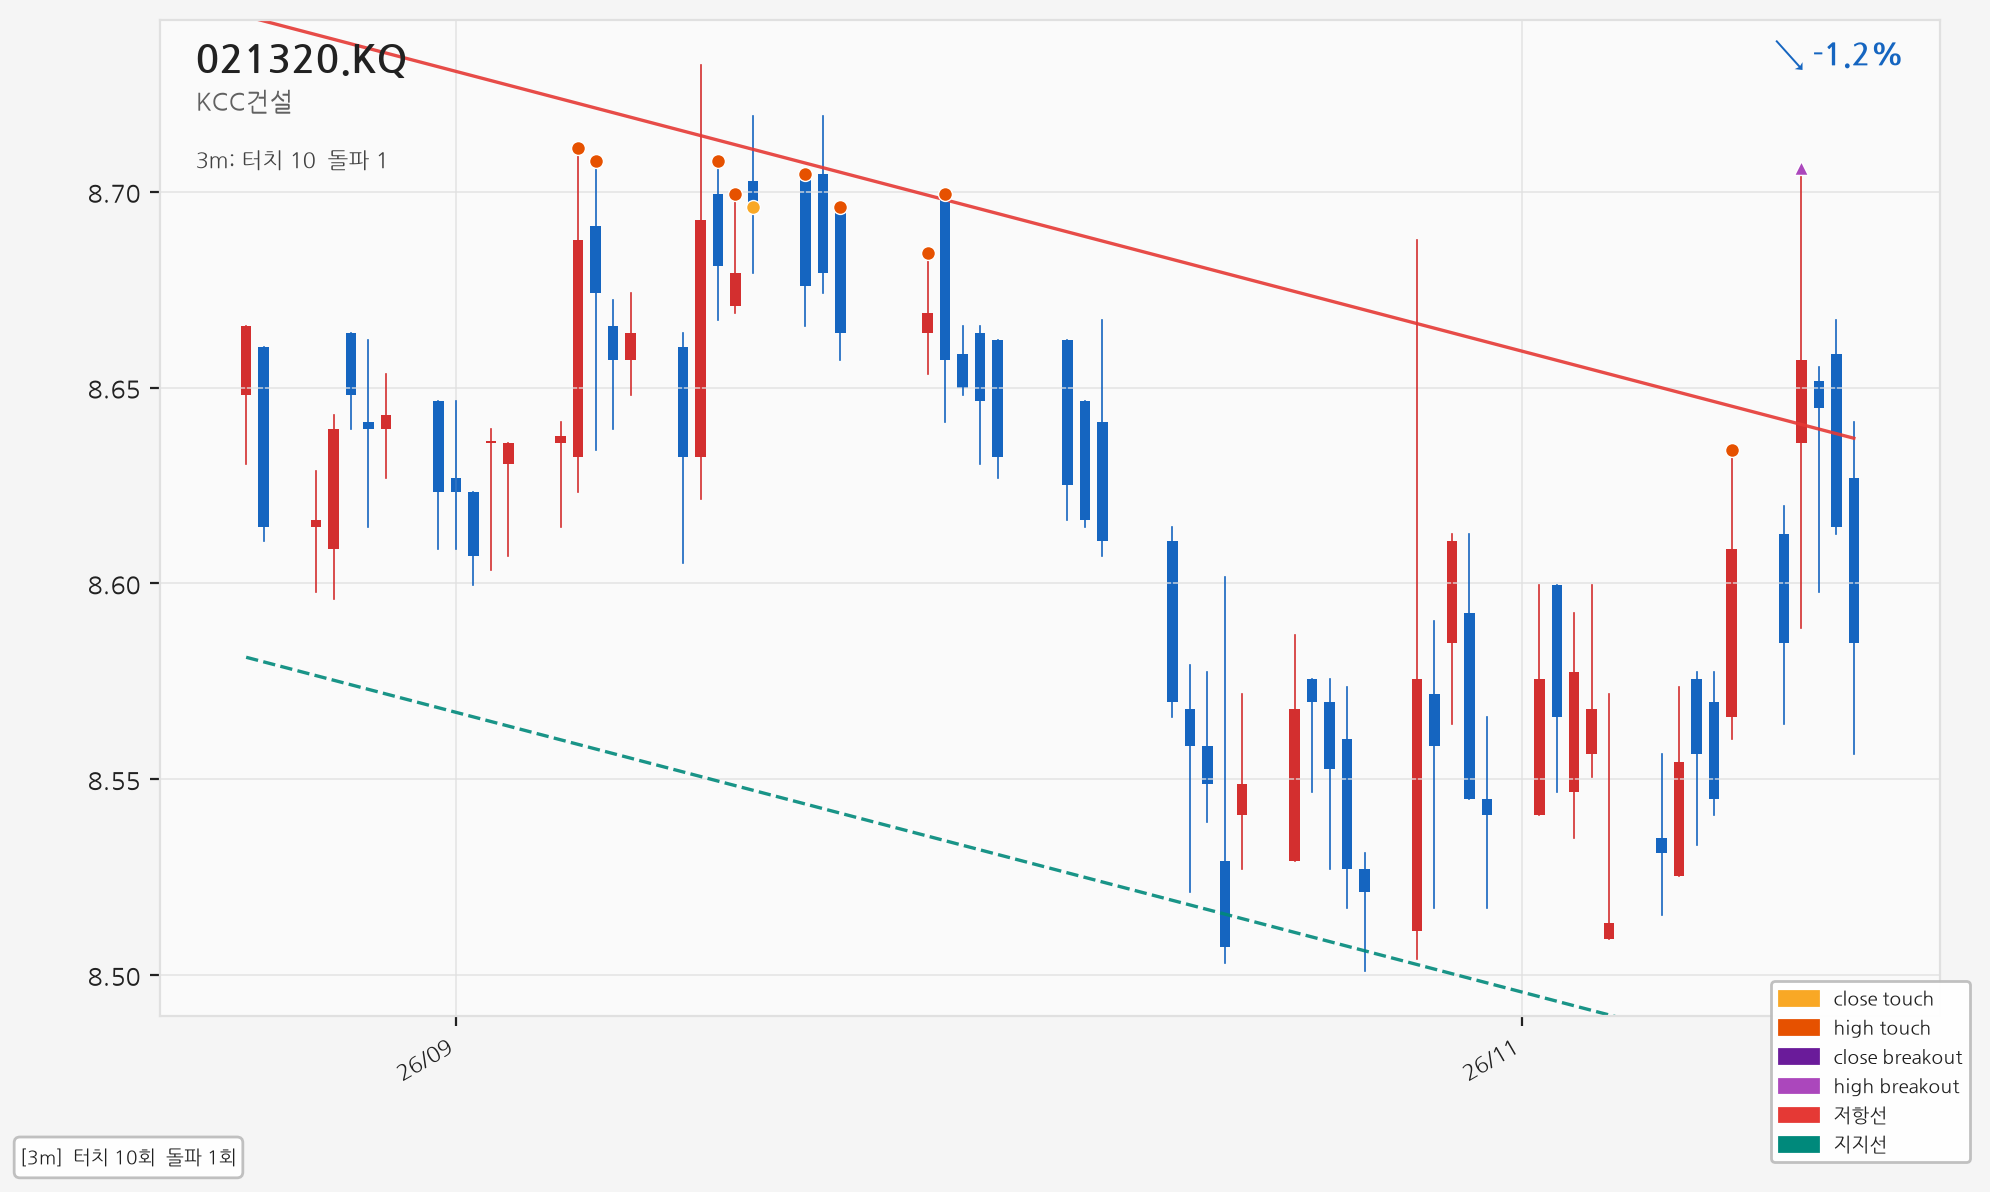 021320.KQ
-1.2%
KCC건설
3m: 터치 10 돌파 1
8.70
8.65
8.60
8.55
8.50
26/09
26/11
close touch
high touch
close breakout
high breakout
저항선
지지선
[3m] 터치 10회 돌파 1회